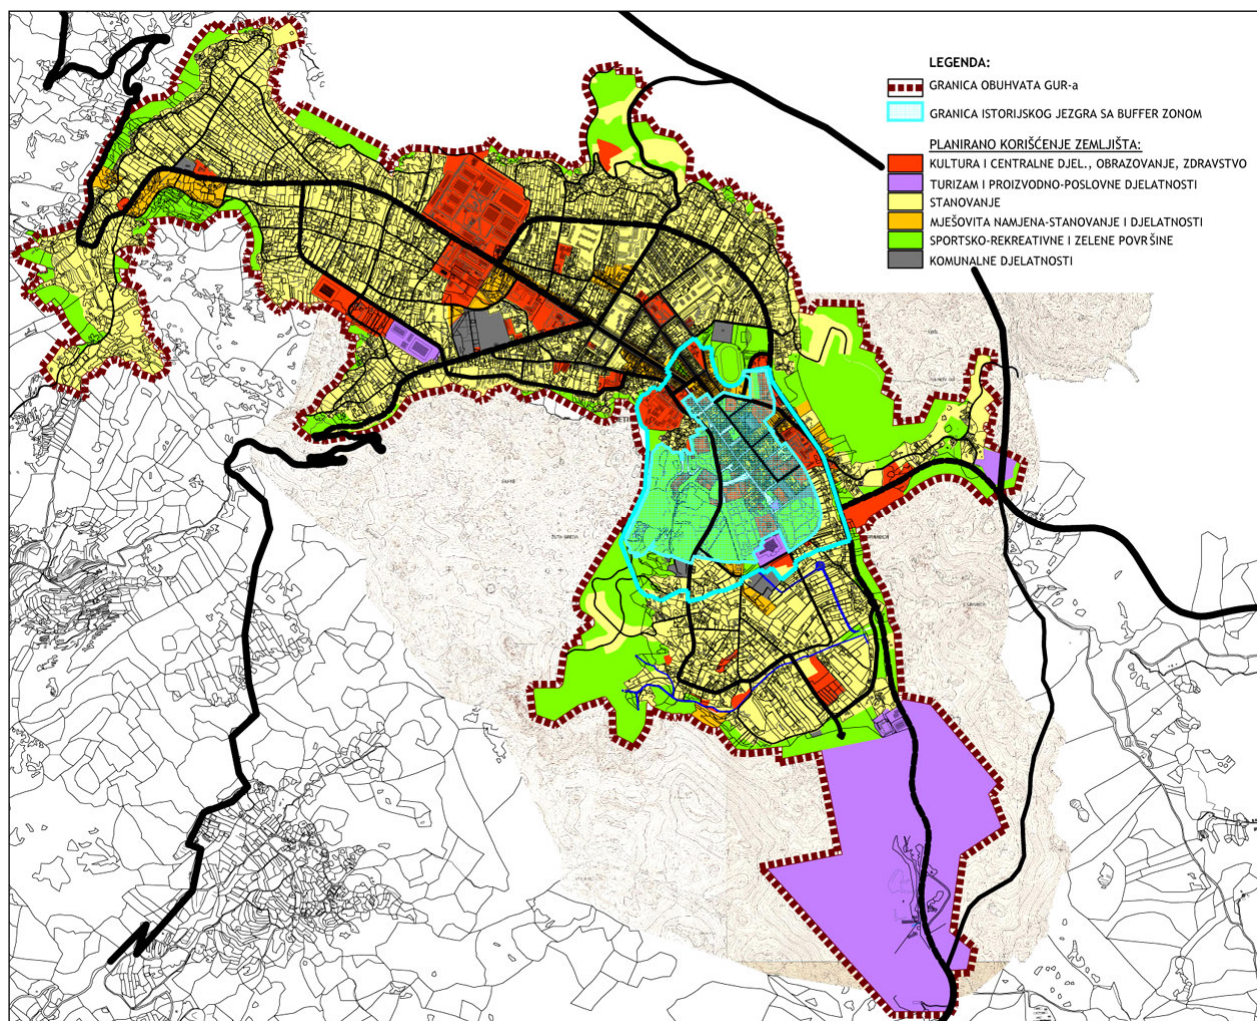 LEGENDA:
GRANICA OBUHVATA GUR-a
GRANICA ISTORIJSKOG JEZGRA SA BUFFER ZONOM
PLANIRANO KORIŠĆENJE ZEMLJIŠTA:
KULTURA I CENTRALNE DJEL., OBRAZOVANJE, ZDRAVSTVO
TURIZAM I PROIZVODNO-POSLOVNE DJELATNOSTI
STANOVANJE
MJEŠOVITA NAMJENA-STANOVANJE I DJELATNOSTI
SPORTSKO-REKREATIVNE I ZELENE POVRŠINE
KOMUNALNE DJELATNOSTI